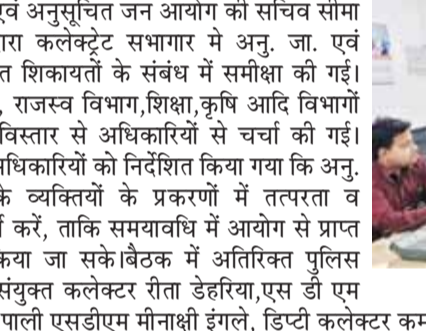 एवं अनुसूचित जन आयोग की सचिव सीमा
कलेक्ट्रेट सभागार मे अनु. जा. एवं
शिकायतों के संबंध में समीक्षा की गई।
, राजस्व विभाग,शिक्षा,कृषि आदि विभागों
विस्तार से अधिकारियों से चर्चा की गई।
को निर्देशित किया गया कि अनु.
के व्यक्तियों के प्रकरणों में तत्परता व
करें, ताकि समयावधि में आयोग से प्राप्त
किया जा सके।बैठक में अतिरिक्त पुलिस
संयुक्त कलेक्टर रीता डेहरिया,एस डी एम
पाली एसडीएम मीनाक्षी इंगले, डिप्टी कलेक्टर